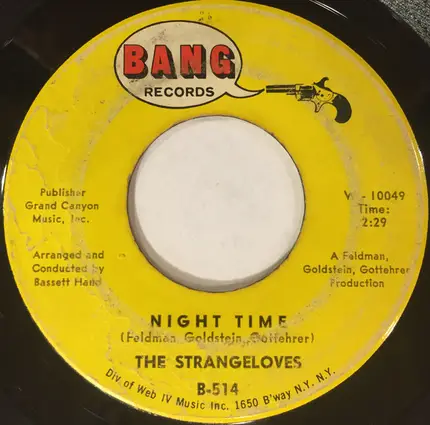 BANG
RECORDS
Publisher
Grand Canyon
Music, Inc.
Arranged and
Conducted by
Bassett Hand
10049
Time:
2:29
A Feldman,
Goldstein, Gottehrer
Production
NIGHT TIME
(Feldman, Goldstein, Gottehrer)
THE STRANGELOVES
B-514
Div. of Web IV Music Inc. 1650 B'way N.Y. N.Y.